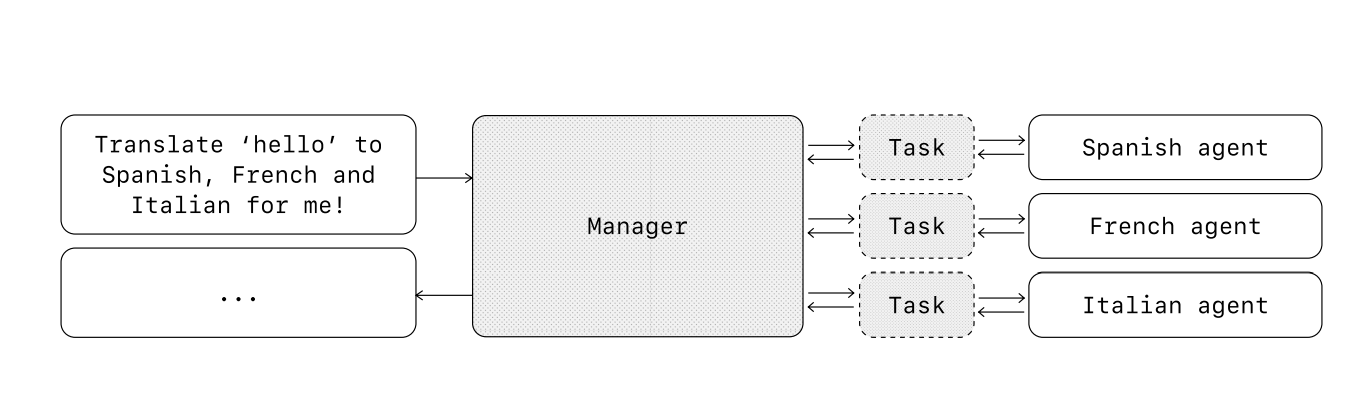 Translate ‘hello’ to
Spanish, French and
Italian for me!
...
Manager
Task
Spanish agent
Task
French agent
Task
Italian agent